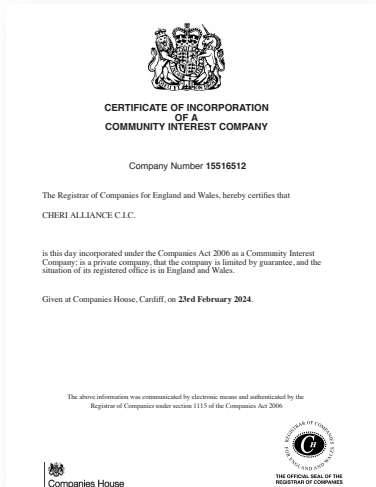 CERTIFICATE OF INCORPORATION
OF A
COMMUNITY INTEREST COMPANY
Company Number 15516512
The Registrar of Companies for England and Wales, hereby certifies that
CHERI ALLIANCE C.I.C.
is this day incorporated under the Companies Act 2006 as a Community Interest
Company; is a private company, that the company is limited by guarantee, and the
situation of its registered office is in England and Wales.
Given at Companies House, Cardiff, on 23rd February 2024.
The above information was communicated by electronic means and authenticated by the
Registrar of Companies under section 1115 of the Companies Act 2006
REGISTRAR OF COMPANIES
FOR ENGLAND AND WALES
CH
THE OFFICIAL SEAL OF THE
REGISTRAR OF COMPANIES
Companies House